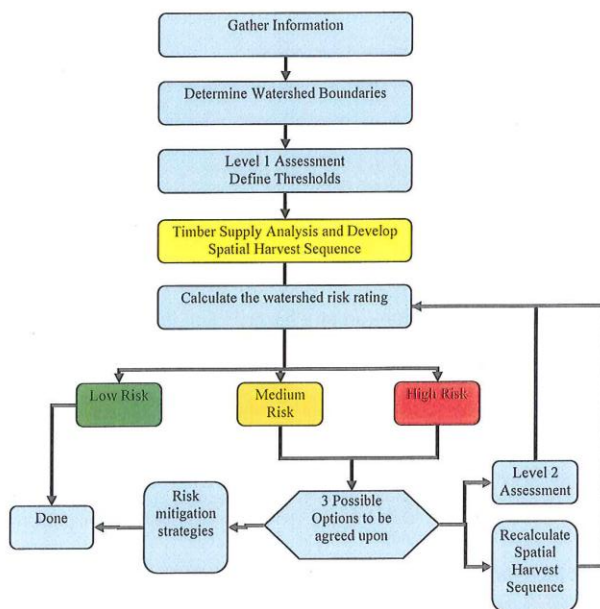 Gather Information
Determine Watershed Boundaries
Level 1 Assessment
Define Thresholds
Timber Supply Analysis and Develop
Spatial Harvest Sequence
Calculate the watershed risk rating
Low Risk
Medium
Risk
High Risk
3 Possible
Options to be
agreed upon
Level 2
Assessment
Risk
mitigation
strategies
Done
Recalculate
Spatial
Harvest
Sequence